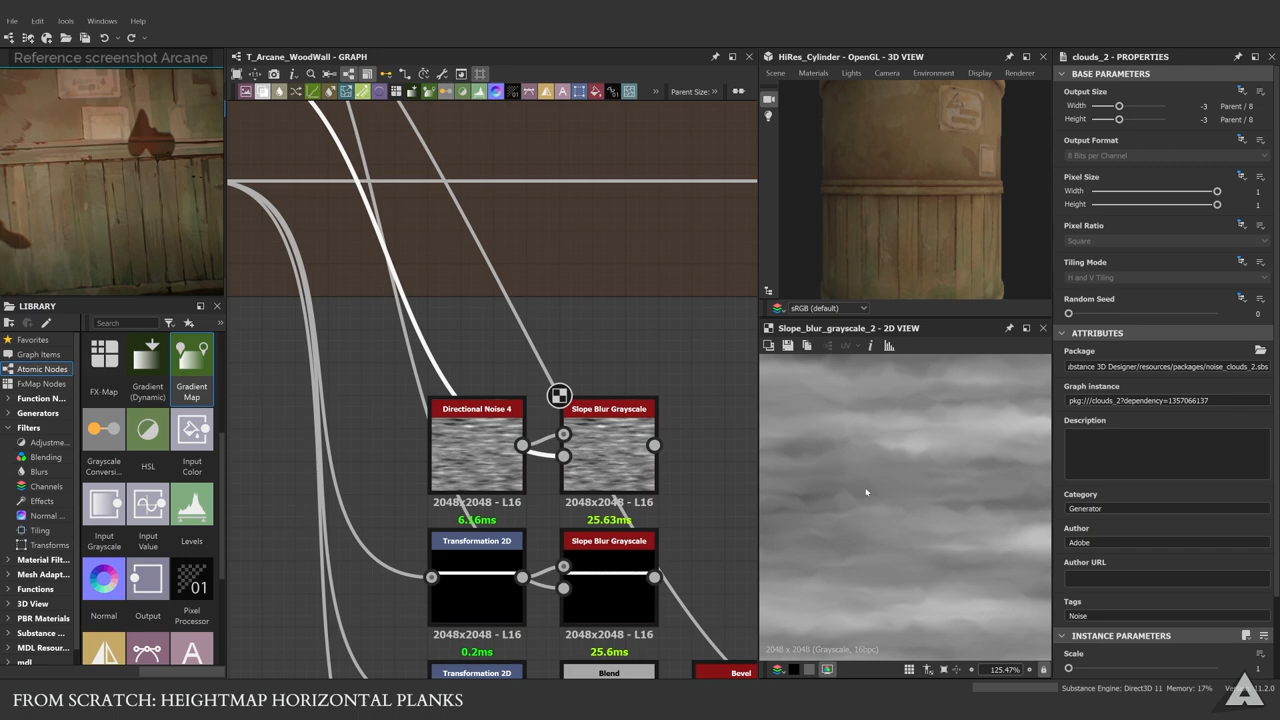 File Edit Tools Windows Help
Reference screenshot Arcane
T_Arcane_WoodWall - GRAPH
Parent Size:
Directional Noise 4
2048x2048 - L16
6.16ms
Slope Blur Grayscale
2048x2048 - L16
25.63ms
Transformation 2D
2048x2048 - L16
0.2ms
Slope Blur Grayscale
2048x2048 - L16
25.6ms
Transformation 2D
Blend
Bevel
LIBRARY
Search
Favorites
Graph Items
Atomic Nodes
FxMap Nodes
Function N...
Generators
Filters
Adjustme...
Blending
Blurs
Channels
Effects
Normal ...
Tiling
Transforms
Material Filt...
Mesh Adapt...
Functions
3D View
PBR Materials
Substance ...
MDL Resour...
mdl
FX-Map
Gradient
(Dynamic)
Gradient
Map
Grayscale
Conversi...
HSL
Input
Color
Input
Grayscale
Input
Value
Levels
Normal
Output
Pixel
Processor
HiRes_Cylinder - OpenGL - 3D VIEW
Scene Materials Lights Camera Environment Display Renderer
sRGB (default)
Slope_blur_grayscale_2 - 2D VIEW
UV
2048 x 2048 (Grayscale, 16bpc)
125.47%
clouds_2 - PROPERTIES
BASE PARAMETERS
Output Size
Width -3 Parent / 8
Height -3 Parent / 8
Output Format
8 Bits per Channel
Pixel Size
Width 1
Height 1
Pixel Ratio
Square
Tiling Mode
H and V Tiling
Random Seed
0
ATTRIBUTES
Package
ıbstance 3D Designer/resources/packages/noise_clouds_2.sbs
Graph instance
pkg:///clouds_2?dependency=1357066137
Description
Category
Generator
Author
Adobe
Author URL
Tags
Noise
INSTANCE PARAMETERS
Scale
1
Substance Engine: Direct3D 11 Memory: 17%
FROM SCRATCH: HEIGHTMAP HORIZONTAL PLANKS